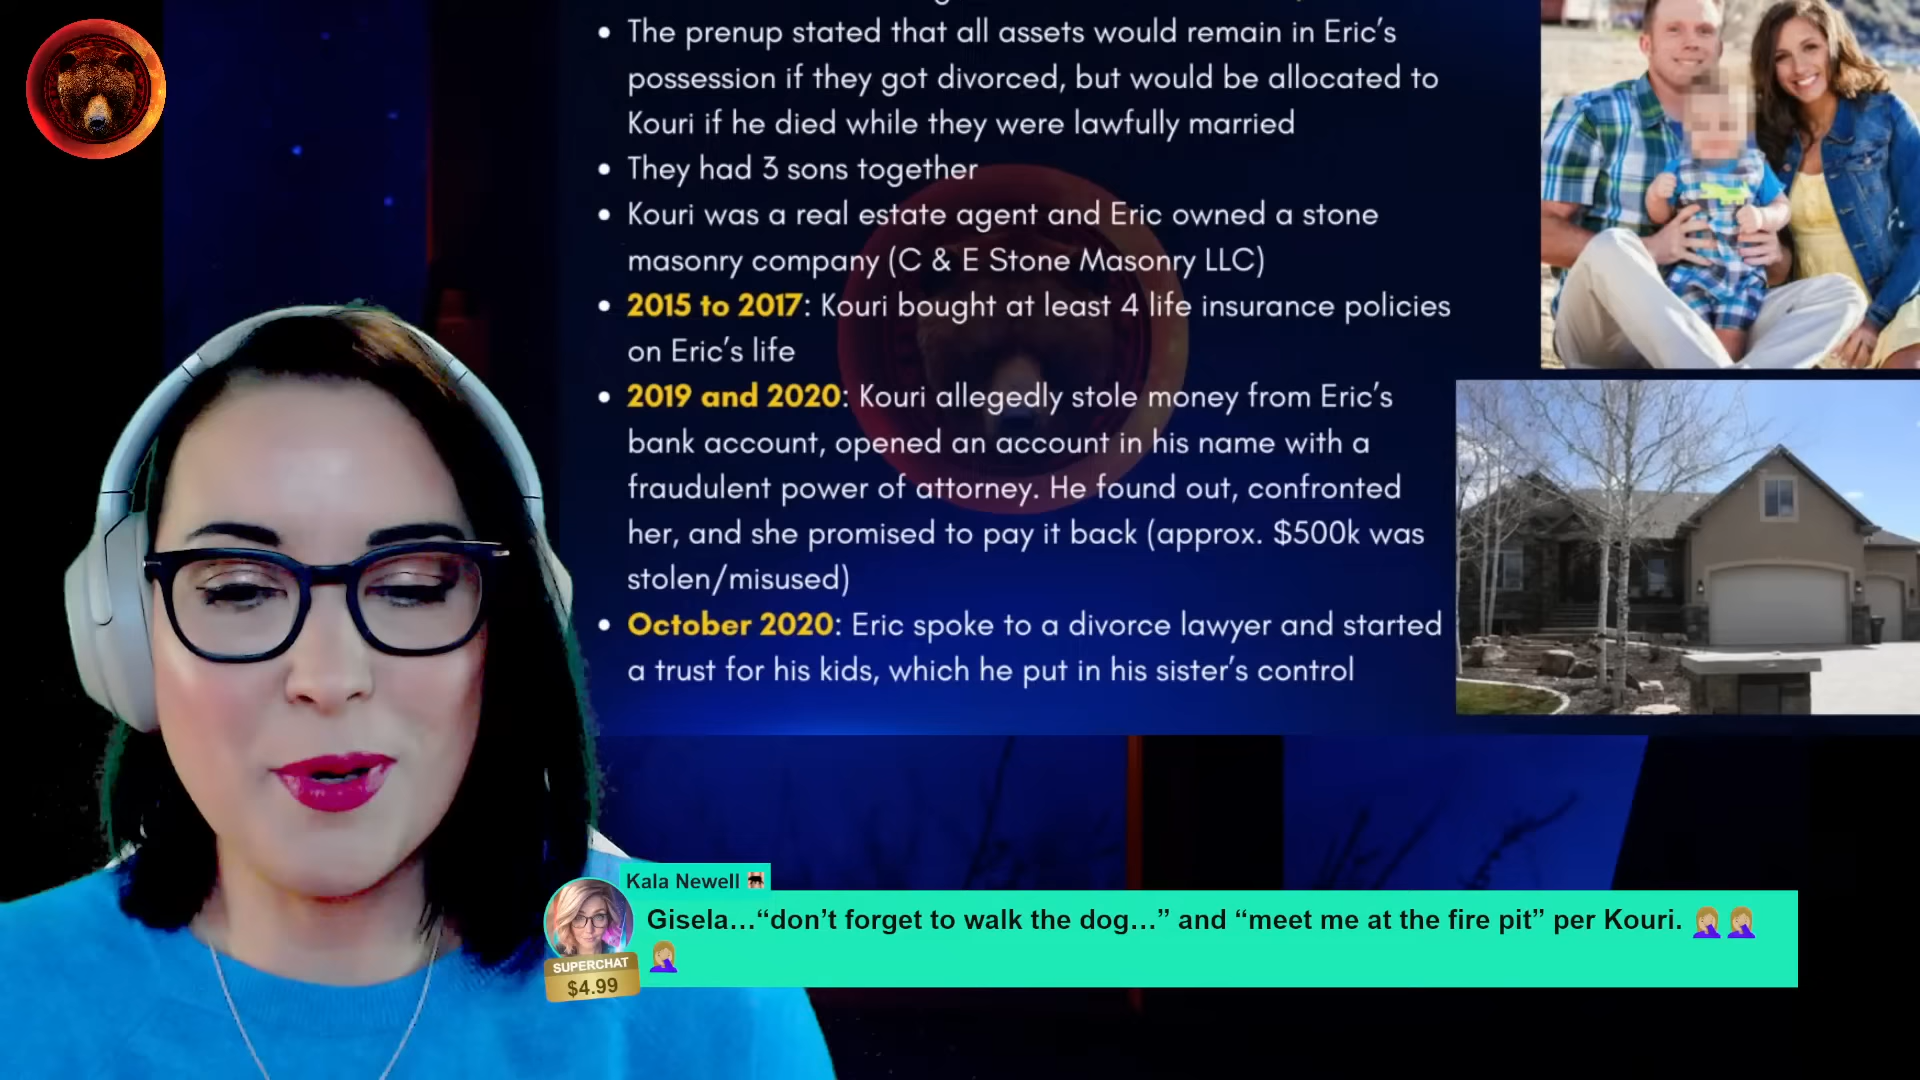 The prenup stated that all assets would remain in Eric's
possession if they got divorced, but would be allocated to
Kouri if he died while they were lawfully married
They had 3 sons together
Kouri was a real estate agent and Eric owned a stone
masonry company (C & E Stone Masonry LLC)
2015 to 2017: Kouri bought at least 4 life insurance policies
on Eric's life
2019 and 2020: Kouri allegedly stole money from Eric's
bank account, opened an account in his name with a
fraudulent power of attorney. He found out, confronted
her, and she promised to pay it back (approx. $500k was
stolen/misused)
October 2020: Eric spoke to a divorce lawyer and started
a trust for his kids, which he put in his sister's control
Kala Newell
Gisela…“don’t forget to walk the dog…” and “meet me at the fire pit” per Kouri. 🤦🏼‍♀️🤦🏼‍♀️
🤦🏼‍♀️
SUPERCHAT
$4.99